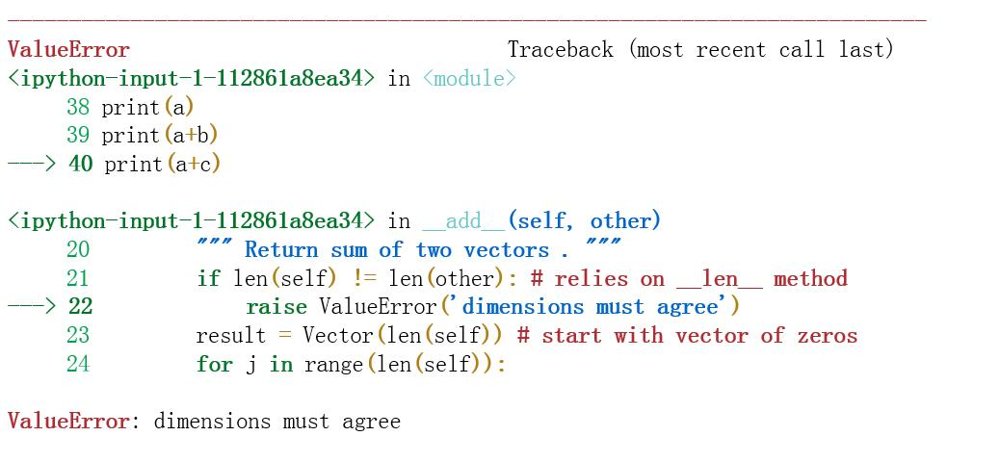 ---------------------------------------------------------------------------
ValueError                                Traceback (most recent call last)
<ipython-input-1-112861a8ea34> in <module>
     38 print(a)
     39 print(a+b)
---> 40 print(a+c)

<ipython-input-1-112861a8ea34> in __add__(self, other)
     20         """ Return sum of two vectors . """
     21         if len(self) != len(other): # relies on __len__ method
---> 22             raise ValueError('dimensions must agree')
     23         result = Vector(len(self)) # start with vector of zeros
     24         for j in range(len(self)):

ValueError: dimensions must agree